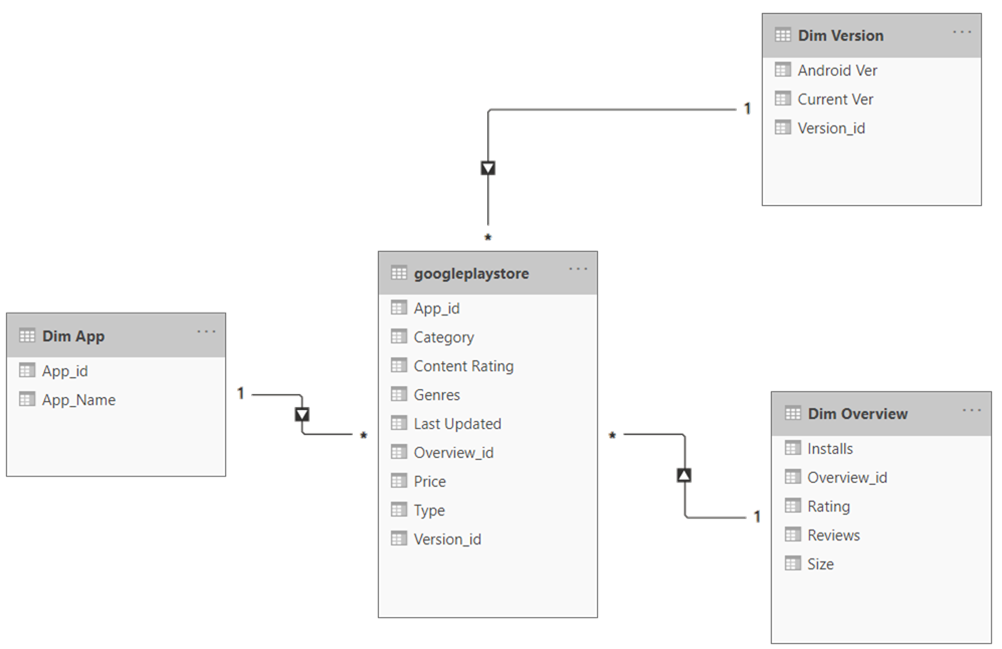 Dim Version
...
Android Ver
Current Ver
Version_id
1
*
googleplaystore
...
App_id
Category
Content Rating
Genres
Last Updated
Overview_id
Price
Type
Version_id
Dim App
...
App_id
App_Name
1
*
*
1
Dim Overview
...
Installs
Overview_id
Rating
Reviews
Size